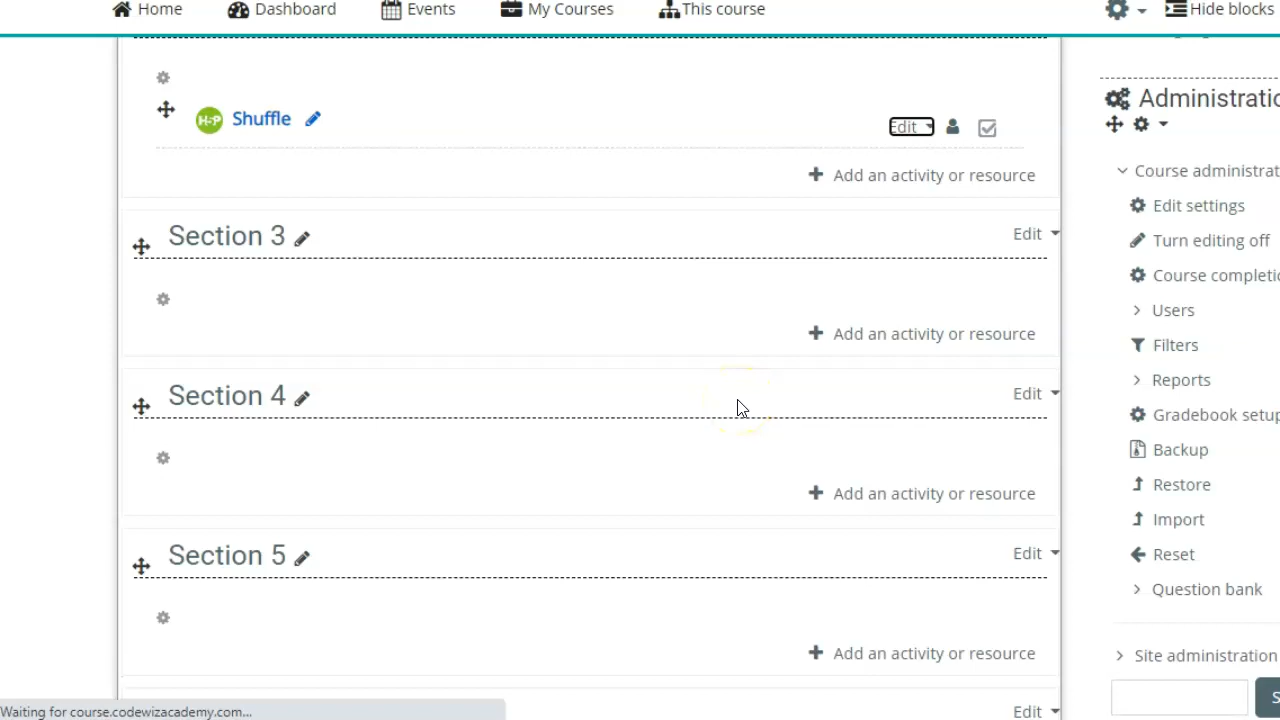 Home Dashboard Events My Courses This course Hide blocks
H-P Shuffle Edit
Add an activity or resource
Section 3 Edit
Add an activity or resource
Section 4 Edit
Add an activity or resource
Section 5 Edit
Add an activity or resource
Edit
Administratio
Course administrat
Edit settings
Turn editing off
Course completio
Users
Filters
Reports
Gradebook setup
Backup
Restore
Import
Reset
Question bank
Site administration
S
Waiting for course.codewizacademy.com...